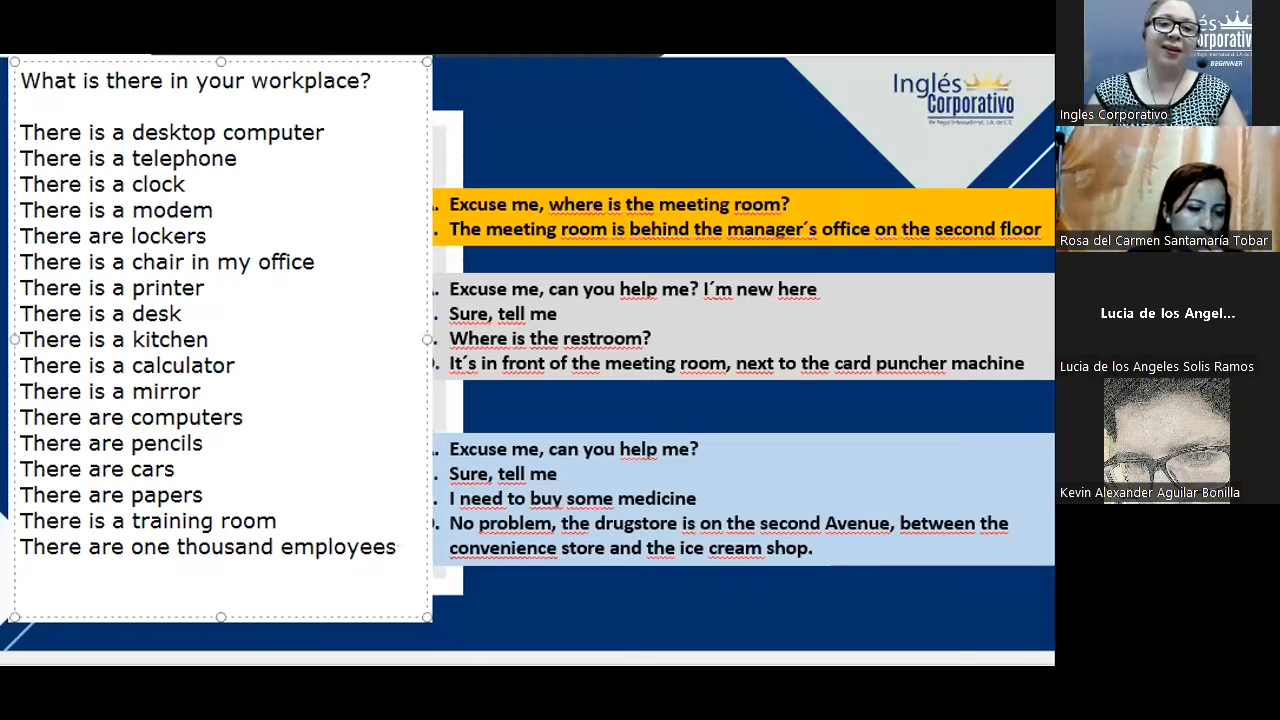 What is there in your workplace?
There is a desktop computer
There is a telephone
There is a clock
There is a modem
There are lockers
There is a chair in my office
There is a printer
There is a desk
There is a kitchen
There is a calculator
There is a mirror
There are computers
There are pencils
There are cars
There are papers
There is a training room
There are one thousand employees
Inglés
Corporativo
Excuse me, where is the meeting room?
The meeting room is behind the manager´s office on the second floor
Excuse me, can you help me? I´m new here
Sure, tell me
Where is the restroom?
It´s in front of the meeting room, next to the card puncher machine
Excuse me, can you help me?
Sure, tell me
I need to buy some medicine
No problem, the drugstore is on the second Avenue, between the
convenience store and the ice cream shop.
BEGINNER
Ingles Corporativo
Rosa del Carmen Santamaría Tobar
Lucia de los Angel...
Lucia de los Angeles Solis Ramos
Kevin Alexander Aguilar Bonilla